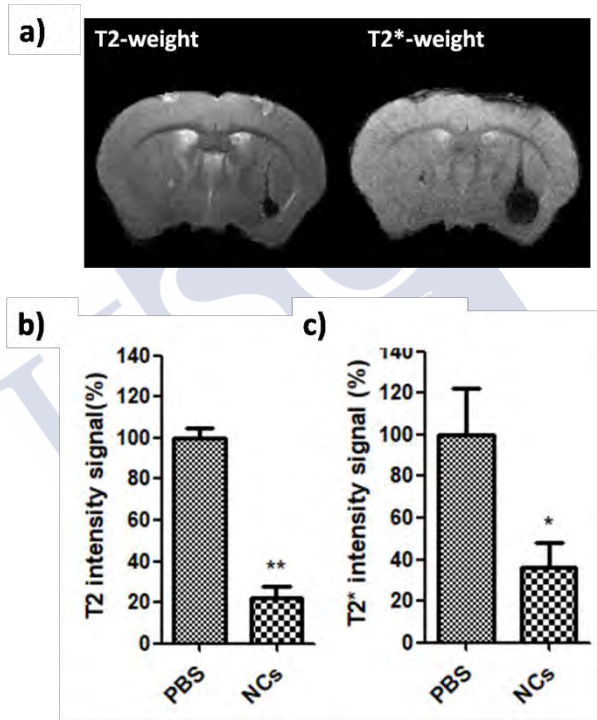 a)
T2-weight T2*-weight
b) c)
140 140
120 120
100 100
80 80
60 60
40 40
20 20
0 0
T2 intensity signal(%)
T2* intensity signal (%)
** *
PBS NCs PBS NCs